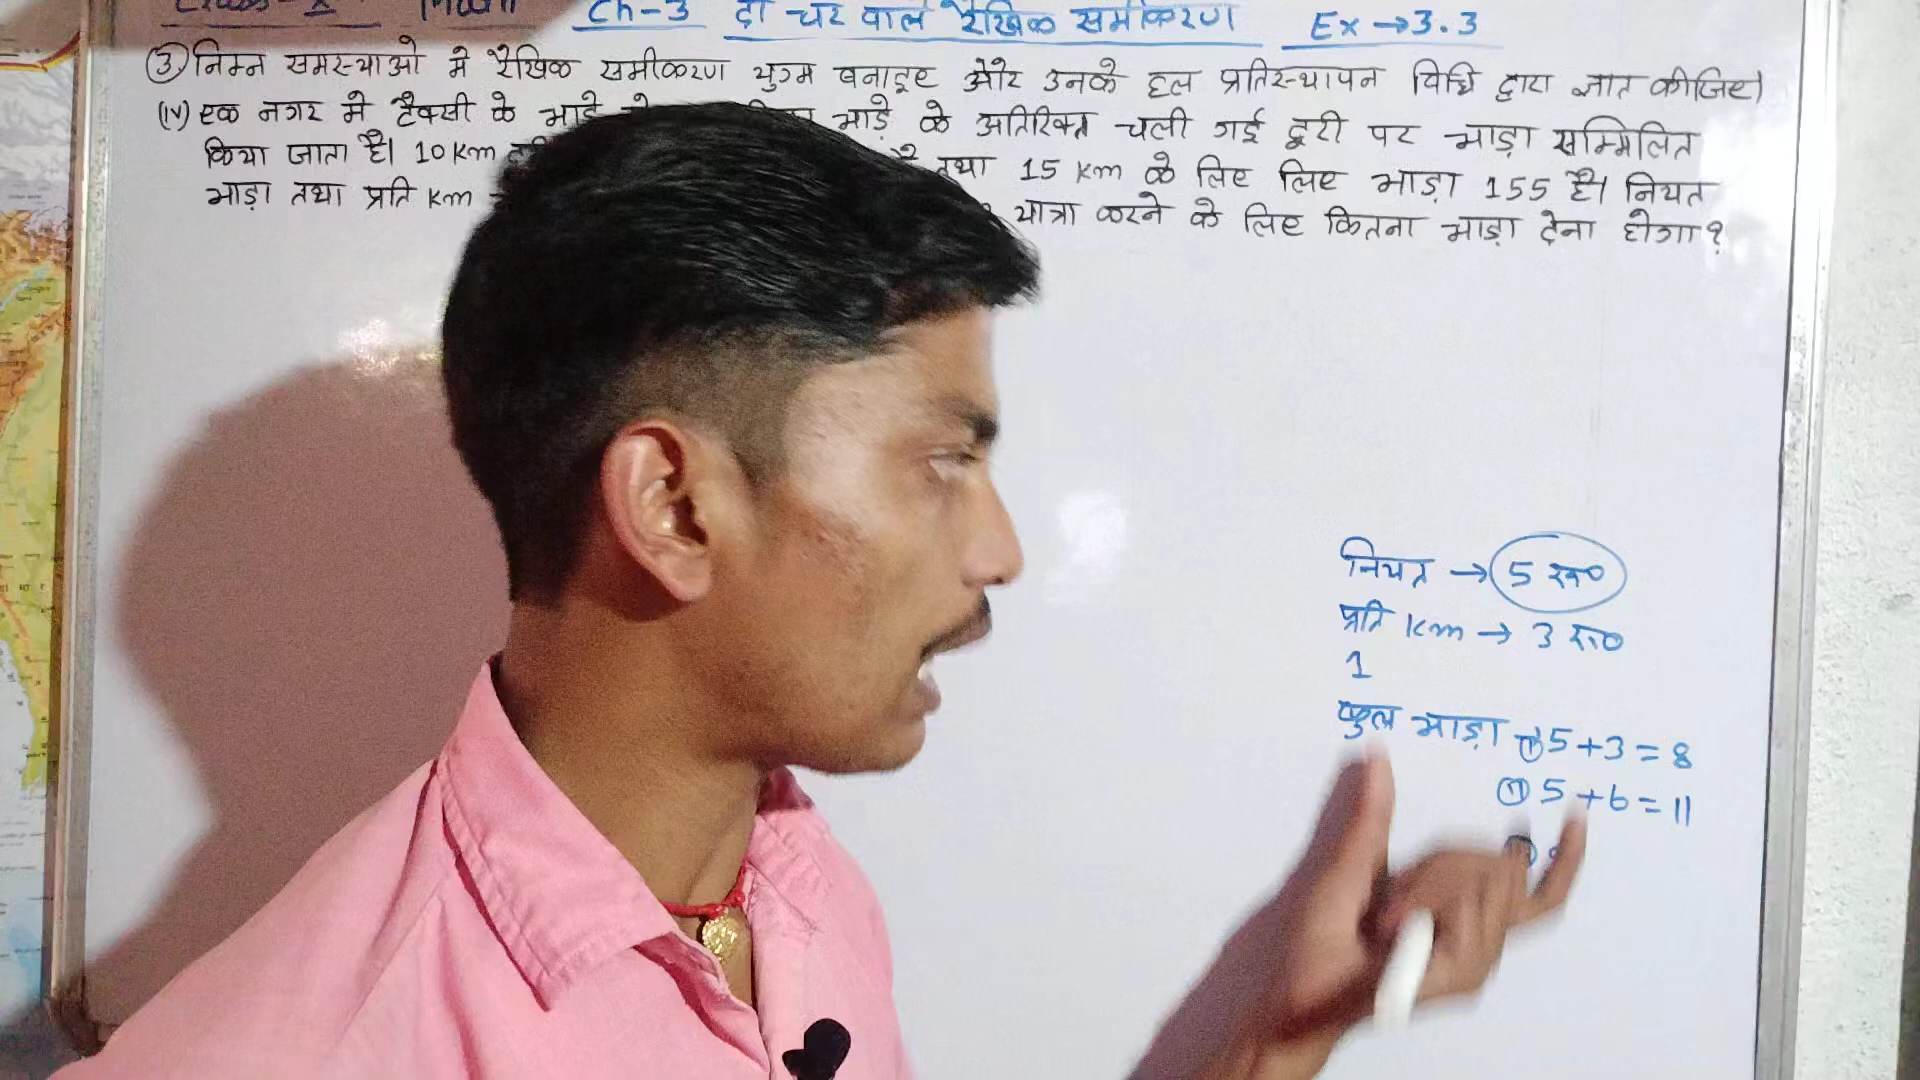 Class-X Math Ch-3 दो चर वाले रैखिक समीकरण Ex→3.3
③ निम्न समस्याओ मे रैखिक समीकरण युग्म बनाइए और उनके हल प्रतिस्थापन विधि द्वारा ज्ञात कीजिए।
(iv) एक नगर मे टैक्सी के भाड़े भाड़े के अतिरिक्त चली गई दूरी पर भाड़ा सम्मिलित
किया जाता है। 10 Km है तथा 15 Km के लिए लिए भाड़ा 155 है। नियत
भाड़ा तथा प्रति Km यात्रा करने के लिए कितना भाड़ा देना होगा?
नियत → 5 रू०
प्रति Km → 3 रू०
1
कुल भाड़ा ① 5+3=8
② 5+6=11